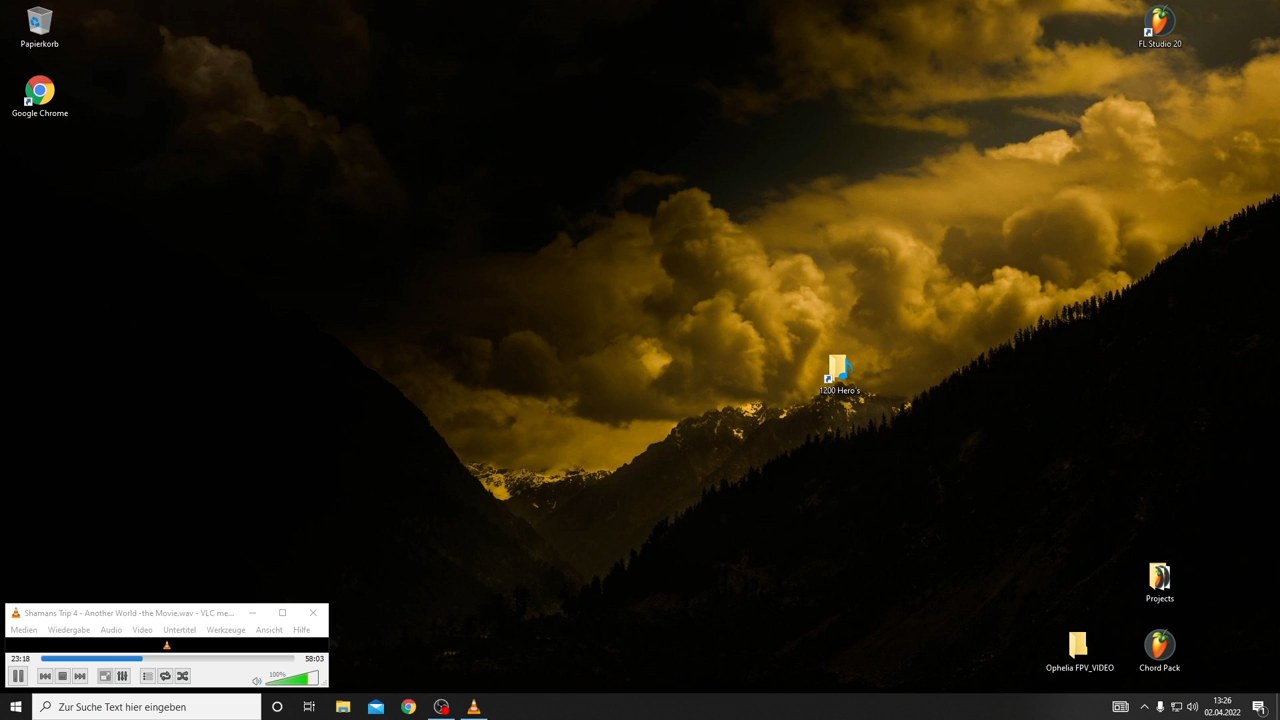 Papierkorb
FL Studio 20
Google Chrome
1200 Hero´s
Projects
Shamans Trip 4 - Another World -the Movie.wav - VLC me...
Medien Wiedergabe Audio Video Untertitel Werkzeuge Ansicht Hilfe
23:18 58:03
100%
Ophelia FPV_VIDEO
Chord Pack
Zur Suche Text hier eingeben
13:26
02.04.2022
1